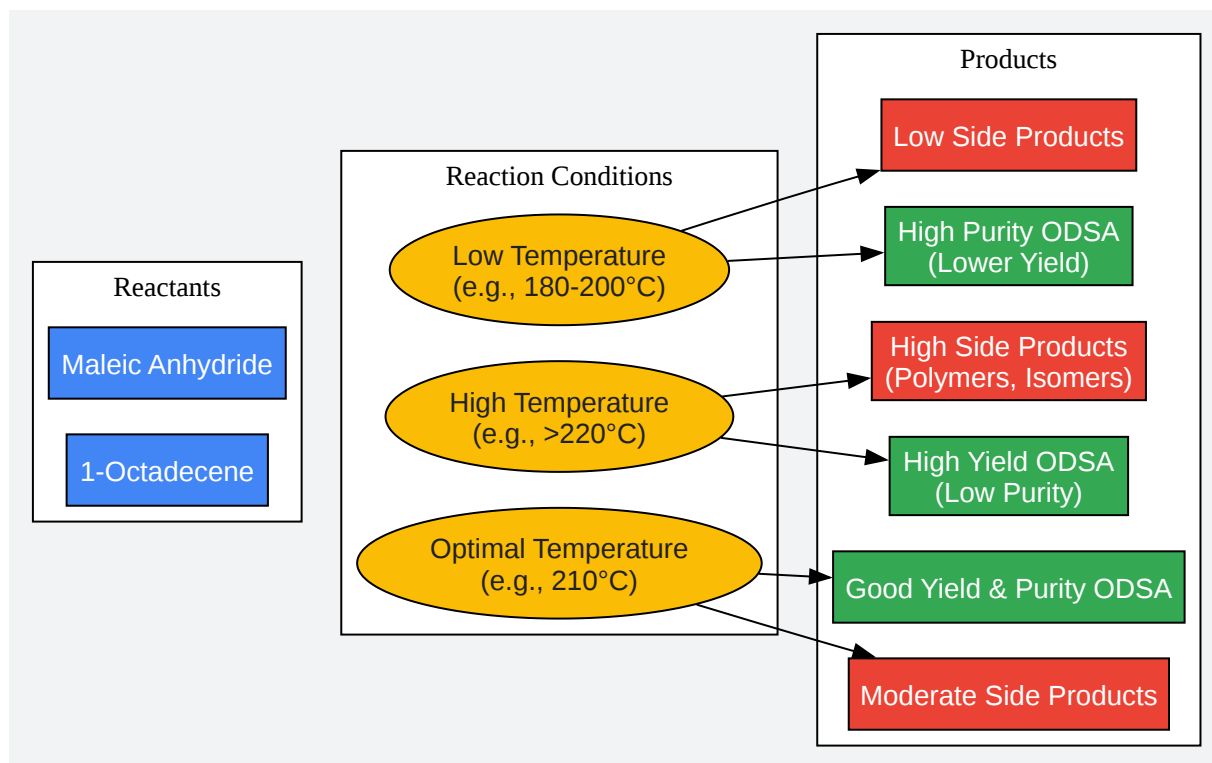 Reactants
Maleic Anhydride
1-Octadecene
Reaction Conditions
Low Temperature
(e.g., 180-200°C)
High Temperature
(e.g., >220°C)
Optimal Temperature
(e.g., 210°C)
Products
Low Side Products
High Purity ODSA
(Lower Yield)
High Side Products
(Polymers, Isomers)
High Yield ODSA
(Low Purity)
Good Yield & Purity ODSA
Moderate Side Products